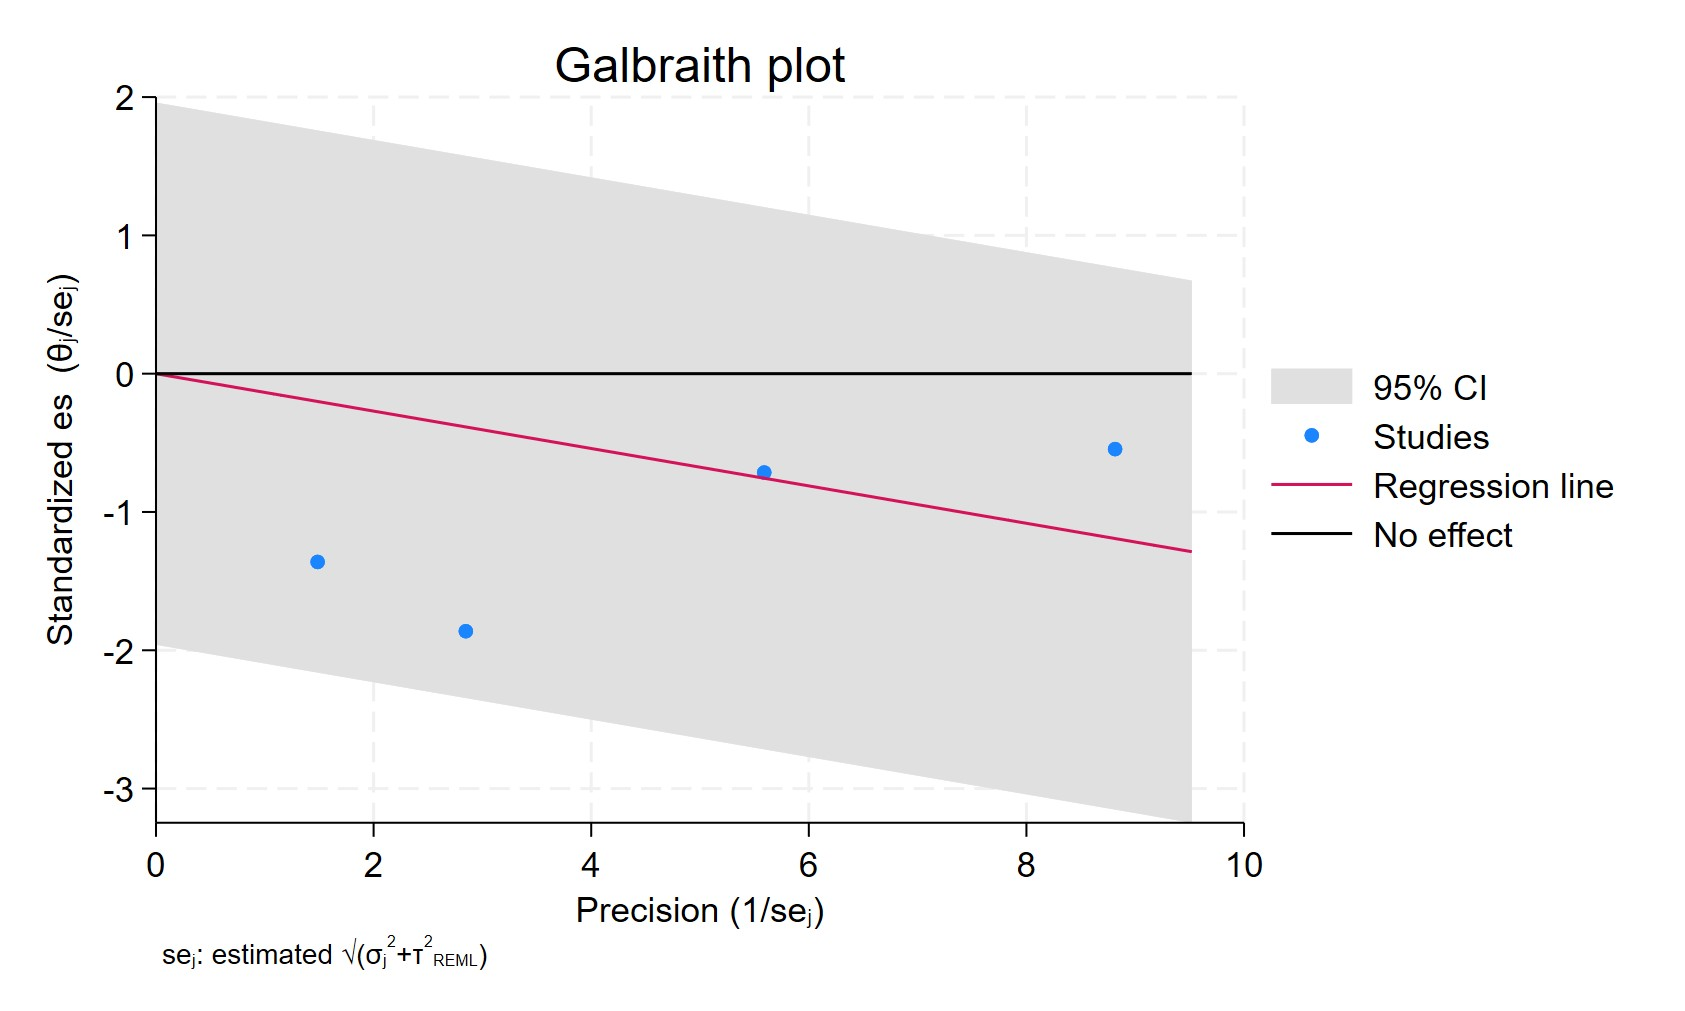 Galbraith plot
2
1
0
-1
-2
-3
Standardized es (θⱼ/seⱼ)
0 2 4 6 8 10
Precision (1/seⱼ)
95% CI
Studies
Regression line
No effect
seⱼ: estimated √(σⱼ²+τ²REML)